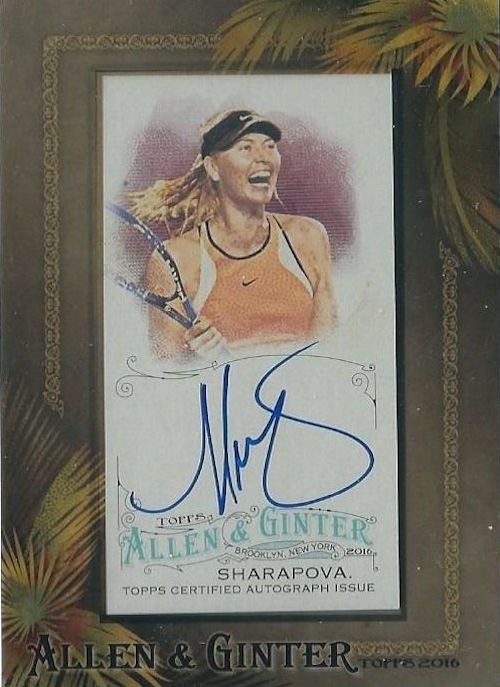 TOPPS
ALLEN & GINTER
BROOKLYN, NEW YORK 2016
SHARAPOVA.
TOPPS CERTIFIED AUTOGRAPH ISSUE
ALLEN & GINTER TOPPS 2016